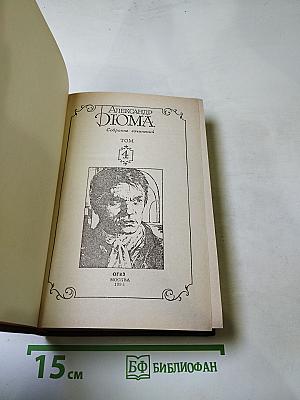 АЛЕКСАНДР
ДЮМА
Собрание сочинений
ТОМ
4
ОГИЗ
МОСКВА
15 СМ
БФ БИБЛИОФАН